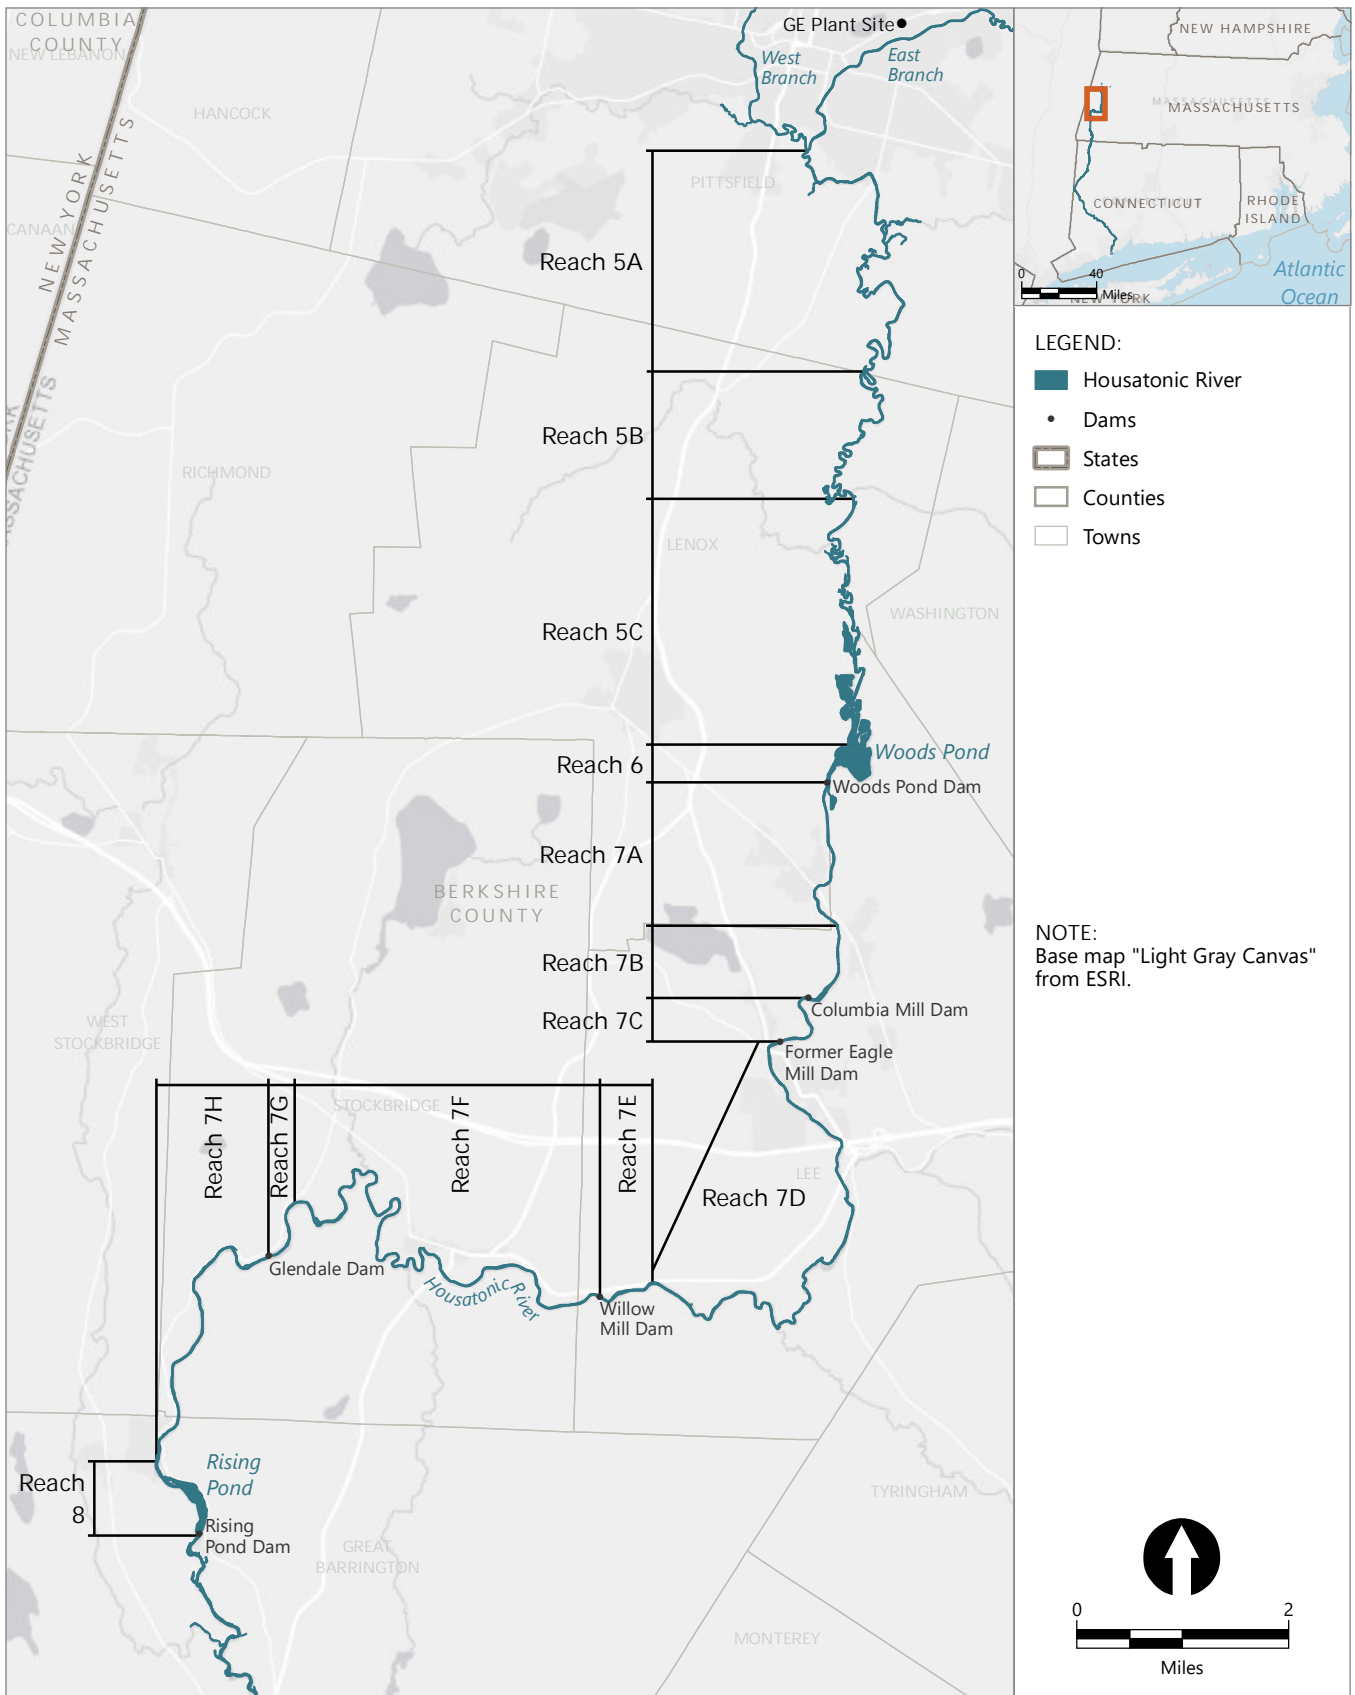 COLUMBIA
COUNTY
NEW LEBANON
HANCOCK
NEW YORK
MASSACHUSETTS
CANAAN
MASSACHUSETTS
GE Plant Site
West
Branch
East
Branch
PITTSFIELD
Reach 5A
Reach 5B
RICHMOND
LENOX
WASHINGTON
Reach 5C
Woods Pond
Reach 6
Woods Pond Dam
Reach 7A
BERKSHIRE
COUNTY
Reach 7B
Columbia Mill Dam
Reach 7C
WEST
STOCKBRIDGE
Former Eagle
Mill Dam
STOCKBRIDGE
Reach 7H
Reach 7G
Reach 7F
Reach 7E
LEE
Reach 7D
Glendale Dam
Housatonic River
Willow
Mill Dam
Rising
Pond
Reach
8
TYRINGHAM
Rising
Pond Dam
GREAT
BARRINGTON
MONTEREY
NEW HAMPSHIRE
MASSACHUSETTS
MASSACHUSETTS
CONNECTICUT
RHODE
ISLAND
Atlantic
Ocean
0 40
Miles
NEW YORK
LEGEND:
Housatonic River
Dams
States
Counties
Towns
NOTE:
Base map "Light Gray Canvas"
from ESRI.
0 2
Miles